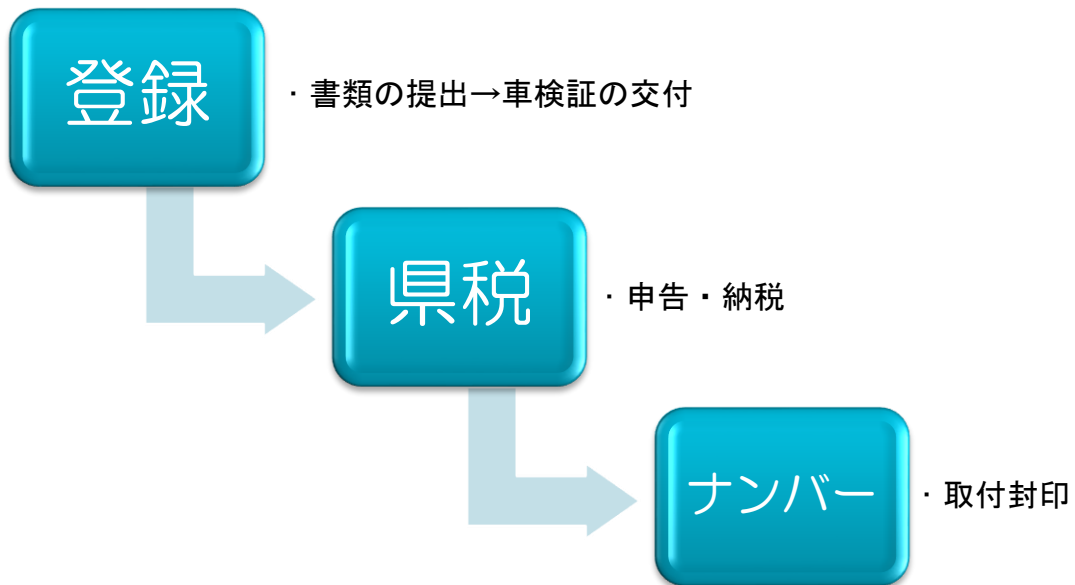 登録
・書類の提出→車検証の交付
県税
・申告・納税
ナンバー
・取付封印